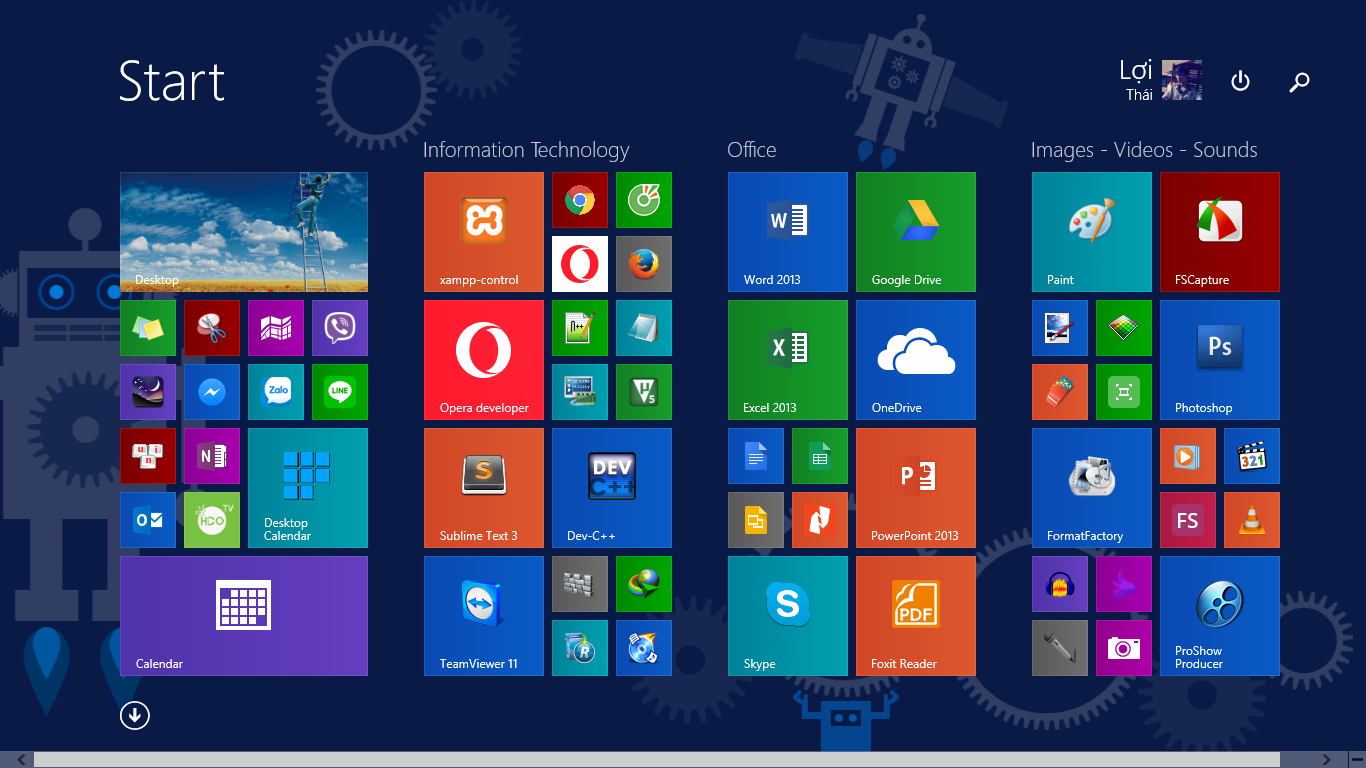 Start
Lợi
Thái
Information Technology
Office
Images - Videos - Sounds
Desktop
xampp-control
W
Word 2013
Google Drive
Paint
FSCapture
N++
Opera developer
X
Excel 2013
OneDrive
Ps
Photoshop
Zalo
LINE
5
u i n
N
Desktop
Calendar
O
HDO
TV
S
Sublime Text 3
DEV
C++
Dev-C++
P
PowerPoint 2013
FormatFactory
321
FS
Calendar
TeamViewer 11
R
S
Skype
PDF
Foxit Reader
ProShow
Producer